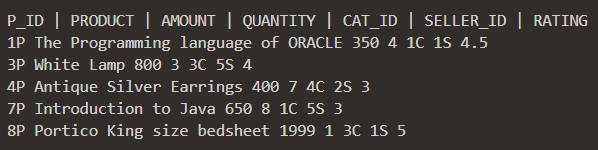 P_ID | PRODUCT | AMOUNT | QUANTITY | CAT_ID | SELLER_ID | RATING
1P The Programming language of ORACLE 350 4 1C 1S 4.5
3P White Lamp 800 3 3C 5S 4
4P Antique Silver Earrings 400 7 4C 2S 3
7P Introduction to Java 650 8 1C 5S 3
8P Portico King size bedsheet 1999 1 3C 1S 5